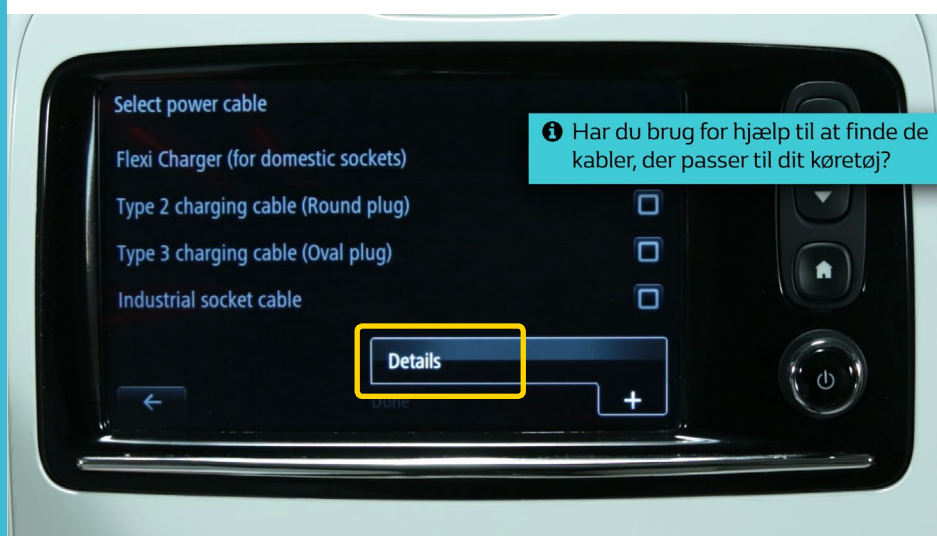 Select power cable
Har du brug for hjælp til at finde de
kabler, der passer til dit køretøj?
Flexi Charger (for domestic sockets)
Type 2 charging cable (Round plug)
Type 3 charging cable (Oval plug)
Industrial socket cable
Details
Done